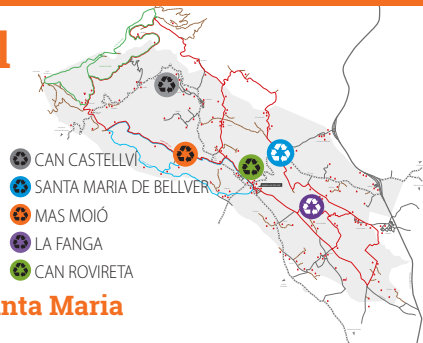 CAN CASTELLVÍ
SANTA MARIA DE BELLVER
MAS MOIÓ
LA FANGA
CAN ROVIRETA
nta Maria